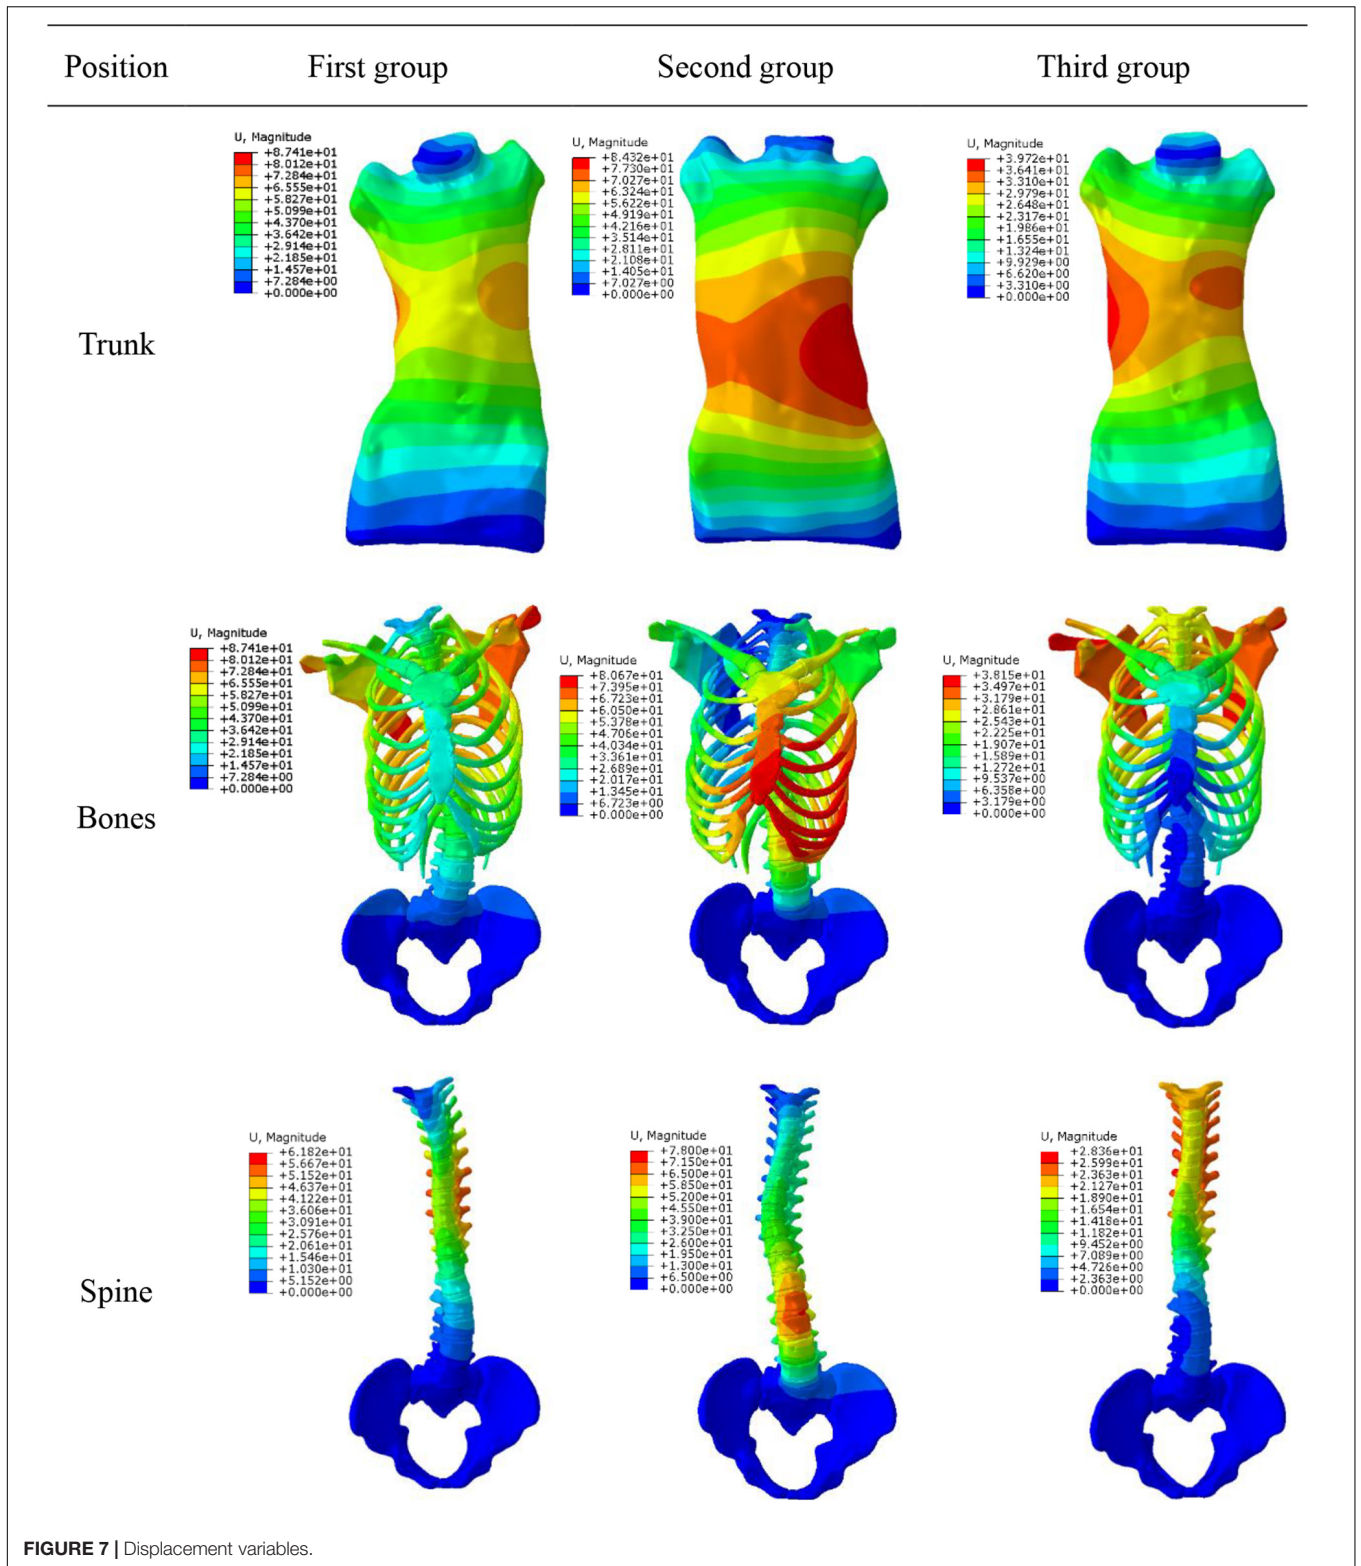 Position First group Second group Third group
Trunk
U, Magnitude
+8.741e+01
+8.012e+01
+7.284e+01
+6.555e+01
+5.827e+01
+5.099e+01
+4.370e+01
+3.642e+01
+2.914e+01
+2.185e+01
+1.457e+01
+7.284e+00
+0.000e+00
U, Magnitude
+8.432e+01
+7.730e+01
+7.027e+01
+6.324e+01
+5.622e+01
+4.919e+01
+4.216e+01
+3.514e+01
+2.811e+01
+2.108e+01
+1.405e+01
+7.027e+00
+0.000e+00
U, Magnitude
+3.972e+01
+3.641e+01
+3.310e+01
+2.979e+01
+2.648e+01
+2.317e+01
+1.986e+01
+1.655e+01
+1.324e+01
+9.929e+00
+6.620e+00
+3.310e+00
+0.000e+00
Bones
U, Magnitude
+8.741e+01
+8.012e+01
+7.284e+01
+6.555e+01
+5.827e+01
+5.099e+01
+4.370e+01
+3.642e+01
+2.914e+01
+2.185e+01
+1.457e+01
+7.284e+00
+0.000e+00
U, Magnitude
+8.067e+01
+7.395e+01
+6.723e+01
+6.050e+01
+5.378e+01
+4.706e+01
+4.034e+01
+3.361e+01
+2.689e+01
+2.017e+01
+1.345e+01
+6.723e+00
+0.000e+00
U, Magnitude
+3.815e+01
+3.497e+01
+3.179e+01
+2.861e+01
+2.543e+01
+2.225e+01
+1.907e+01
+1.589e+01
+1.272e+01
+9.537e+00
+6.358e+00
+3.179e+00
+0.000e+00
Spine
U, Magnitude
+6.182e+01
+5.667e+01
+5.152e+01
+4.637e+01
+4.122e+01
+3.606e+01
+3.091e+01
+2.576e+01
+2.061e+01
+1.546e+01
+1.030e+01
+5.152e+00
+0.000e+00
U, Magnitude
+7.800e+01
+7.150e+01
+6.500e+01
+5.850e+01
+5.200e+01
+4.550e+01
+3.900e+01
+3.250e+01
+2.600e+01
+1.950e+01
+1.300e+01
+6.500e+00
+0.000e+00
U, Magnitude
+2.836e+01
+2.599e+01
+2.363e+01
+2.127e+01
+1.890e+01
+1.654e+01
+1.418e+01
+1.182e+01
+9.452e+00
+7.089e+00
+4.726e+00
+2.363e+00
+0.000e+00
FIGURE 7 | Displacement variables.